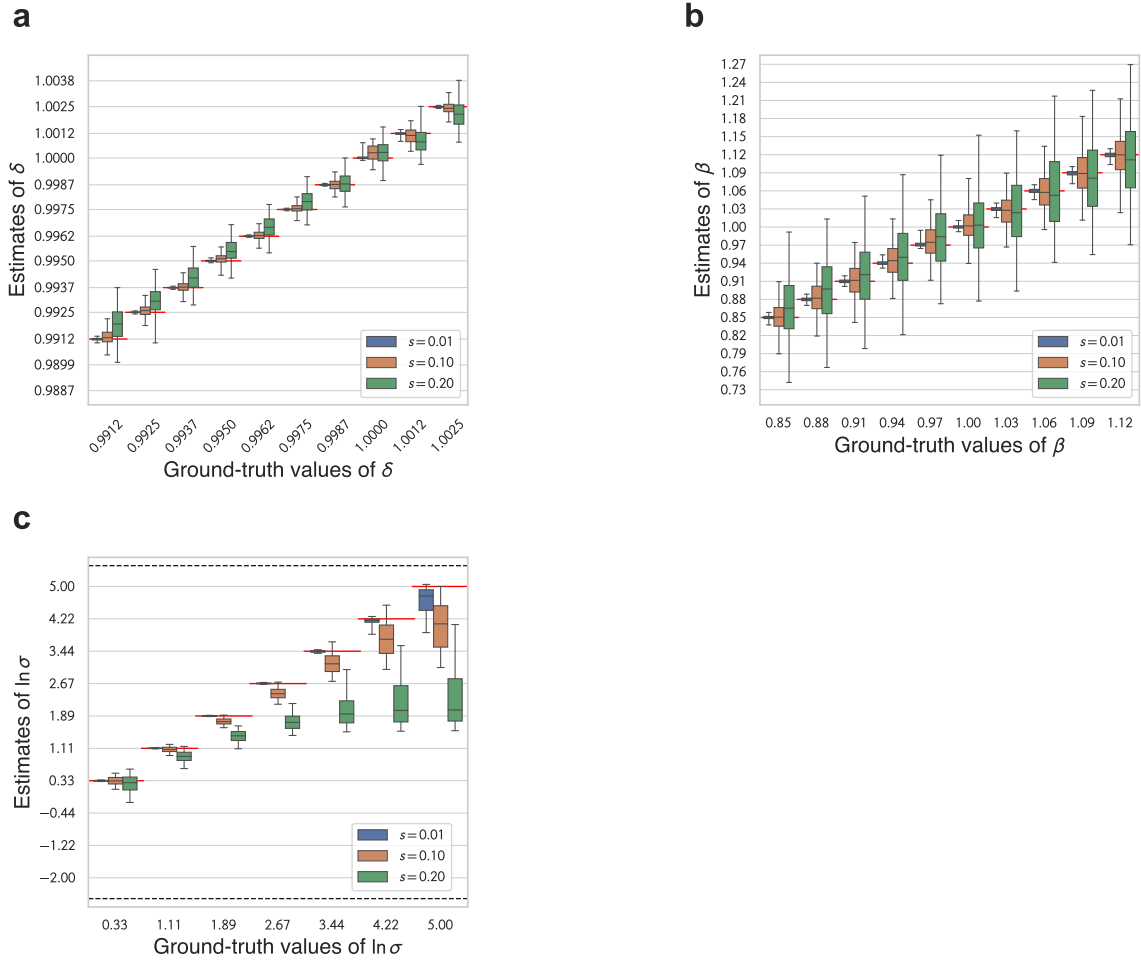 a
Estimates of δ
1.0038
1.0025
1.0012
1.0000
0.9987
0.9975
0.9962
0.9950
0.9937
0.9925
0.9912
0.9899
0.9887
s = 0.01
s = 0.10
s = 0.20
0.9912 0.9925 0.9937 0.9950 0.9962 0.9975 0.9987 1.0000 1.0012 1.0025
Ground-truth values of δ
b
Estimates of β
1.27
1.24
1.21
1.18
1.15
1.12
1.09
1.06
1.03
1.00
0.97
0.94
0.91
0.88
0.85
0.82
0.79
0.76
0.73
s = 0.01
s = 0.10
s = 0.20
0.85 0.88 0.91 0.94 0.97 1.00 1.03 1.06 1.09 1.12
Ground-truth values of β
c
Estimates of ln σ
5.00
4.22
3.44
2.67
1.89
1.11
0.33
−0.44
−1.22
−2.00
s = 0.01
s = 0.10
s = 0.20
0.33 1.11 1.89 2.67 3.44 4.22 5.00
Ground-truth values of ln σ